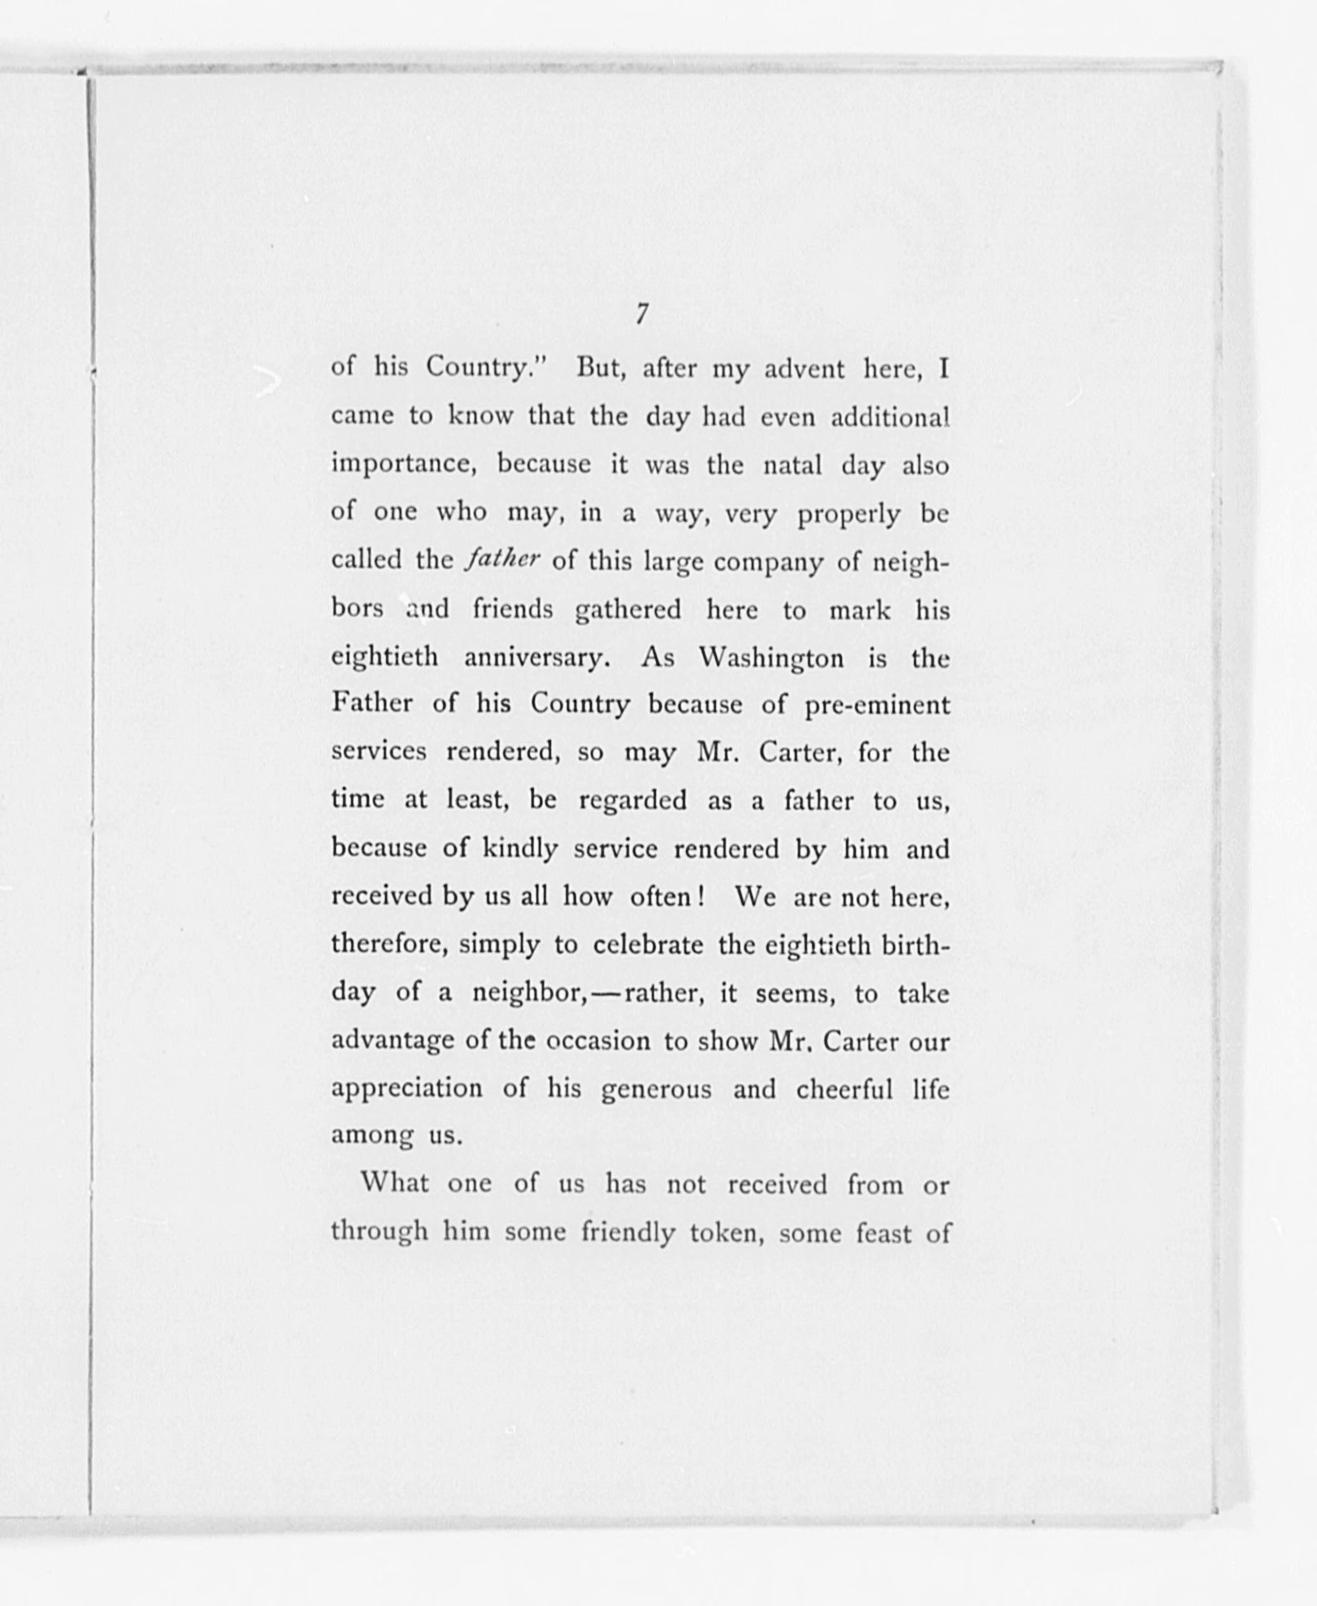 7
of his Country.” But, after my advent here, I
came to know that the day had even additional
importance, because it was the natal day also
of one who may, in a way, very properly be
called the father of this large company of neigh-
bors and friends gathered here to mark his
eightieth anniversary. As Washington is the
Father of his Country because of pre-eminent
services rendered, so may Mr. Carter, for the
time at least, be regarded as a father to us,
because of kindly service rendered by him and
received by us all how often! We are not here,
therefore, simply to celebrate the eightieth birth-
day of a neighbor,—rather, it seems, to take
advantage of the occasion to show Mr. Carter our
appreciation of his generous and cheerful life
among us.
What one of us has not received from or
through him some friendly token, some feast of